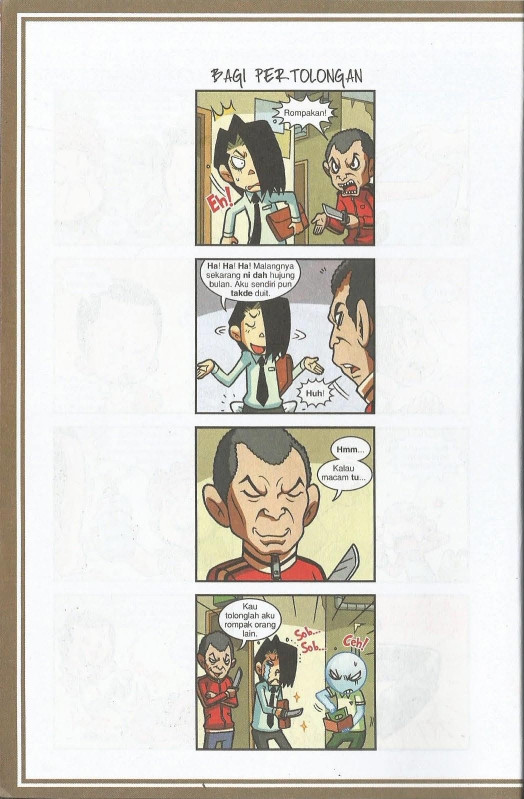 BAGI PERTOLONGAN
Rompakan!
Eh!
Ha! Ha! Ha! Malangnya
sekarang ni dah hujung
bulan. Aku sendiri pun
takde duit.
Huh!
Hmm...
Kalau
macam tu...
Kau
tolonglah aku
rompak orang
lain.
Sob...
Sob...
Ceh!